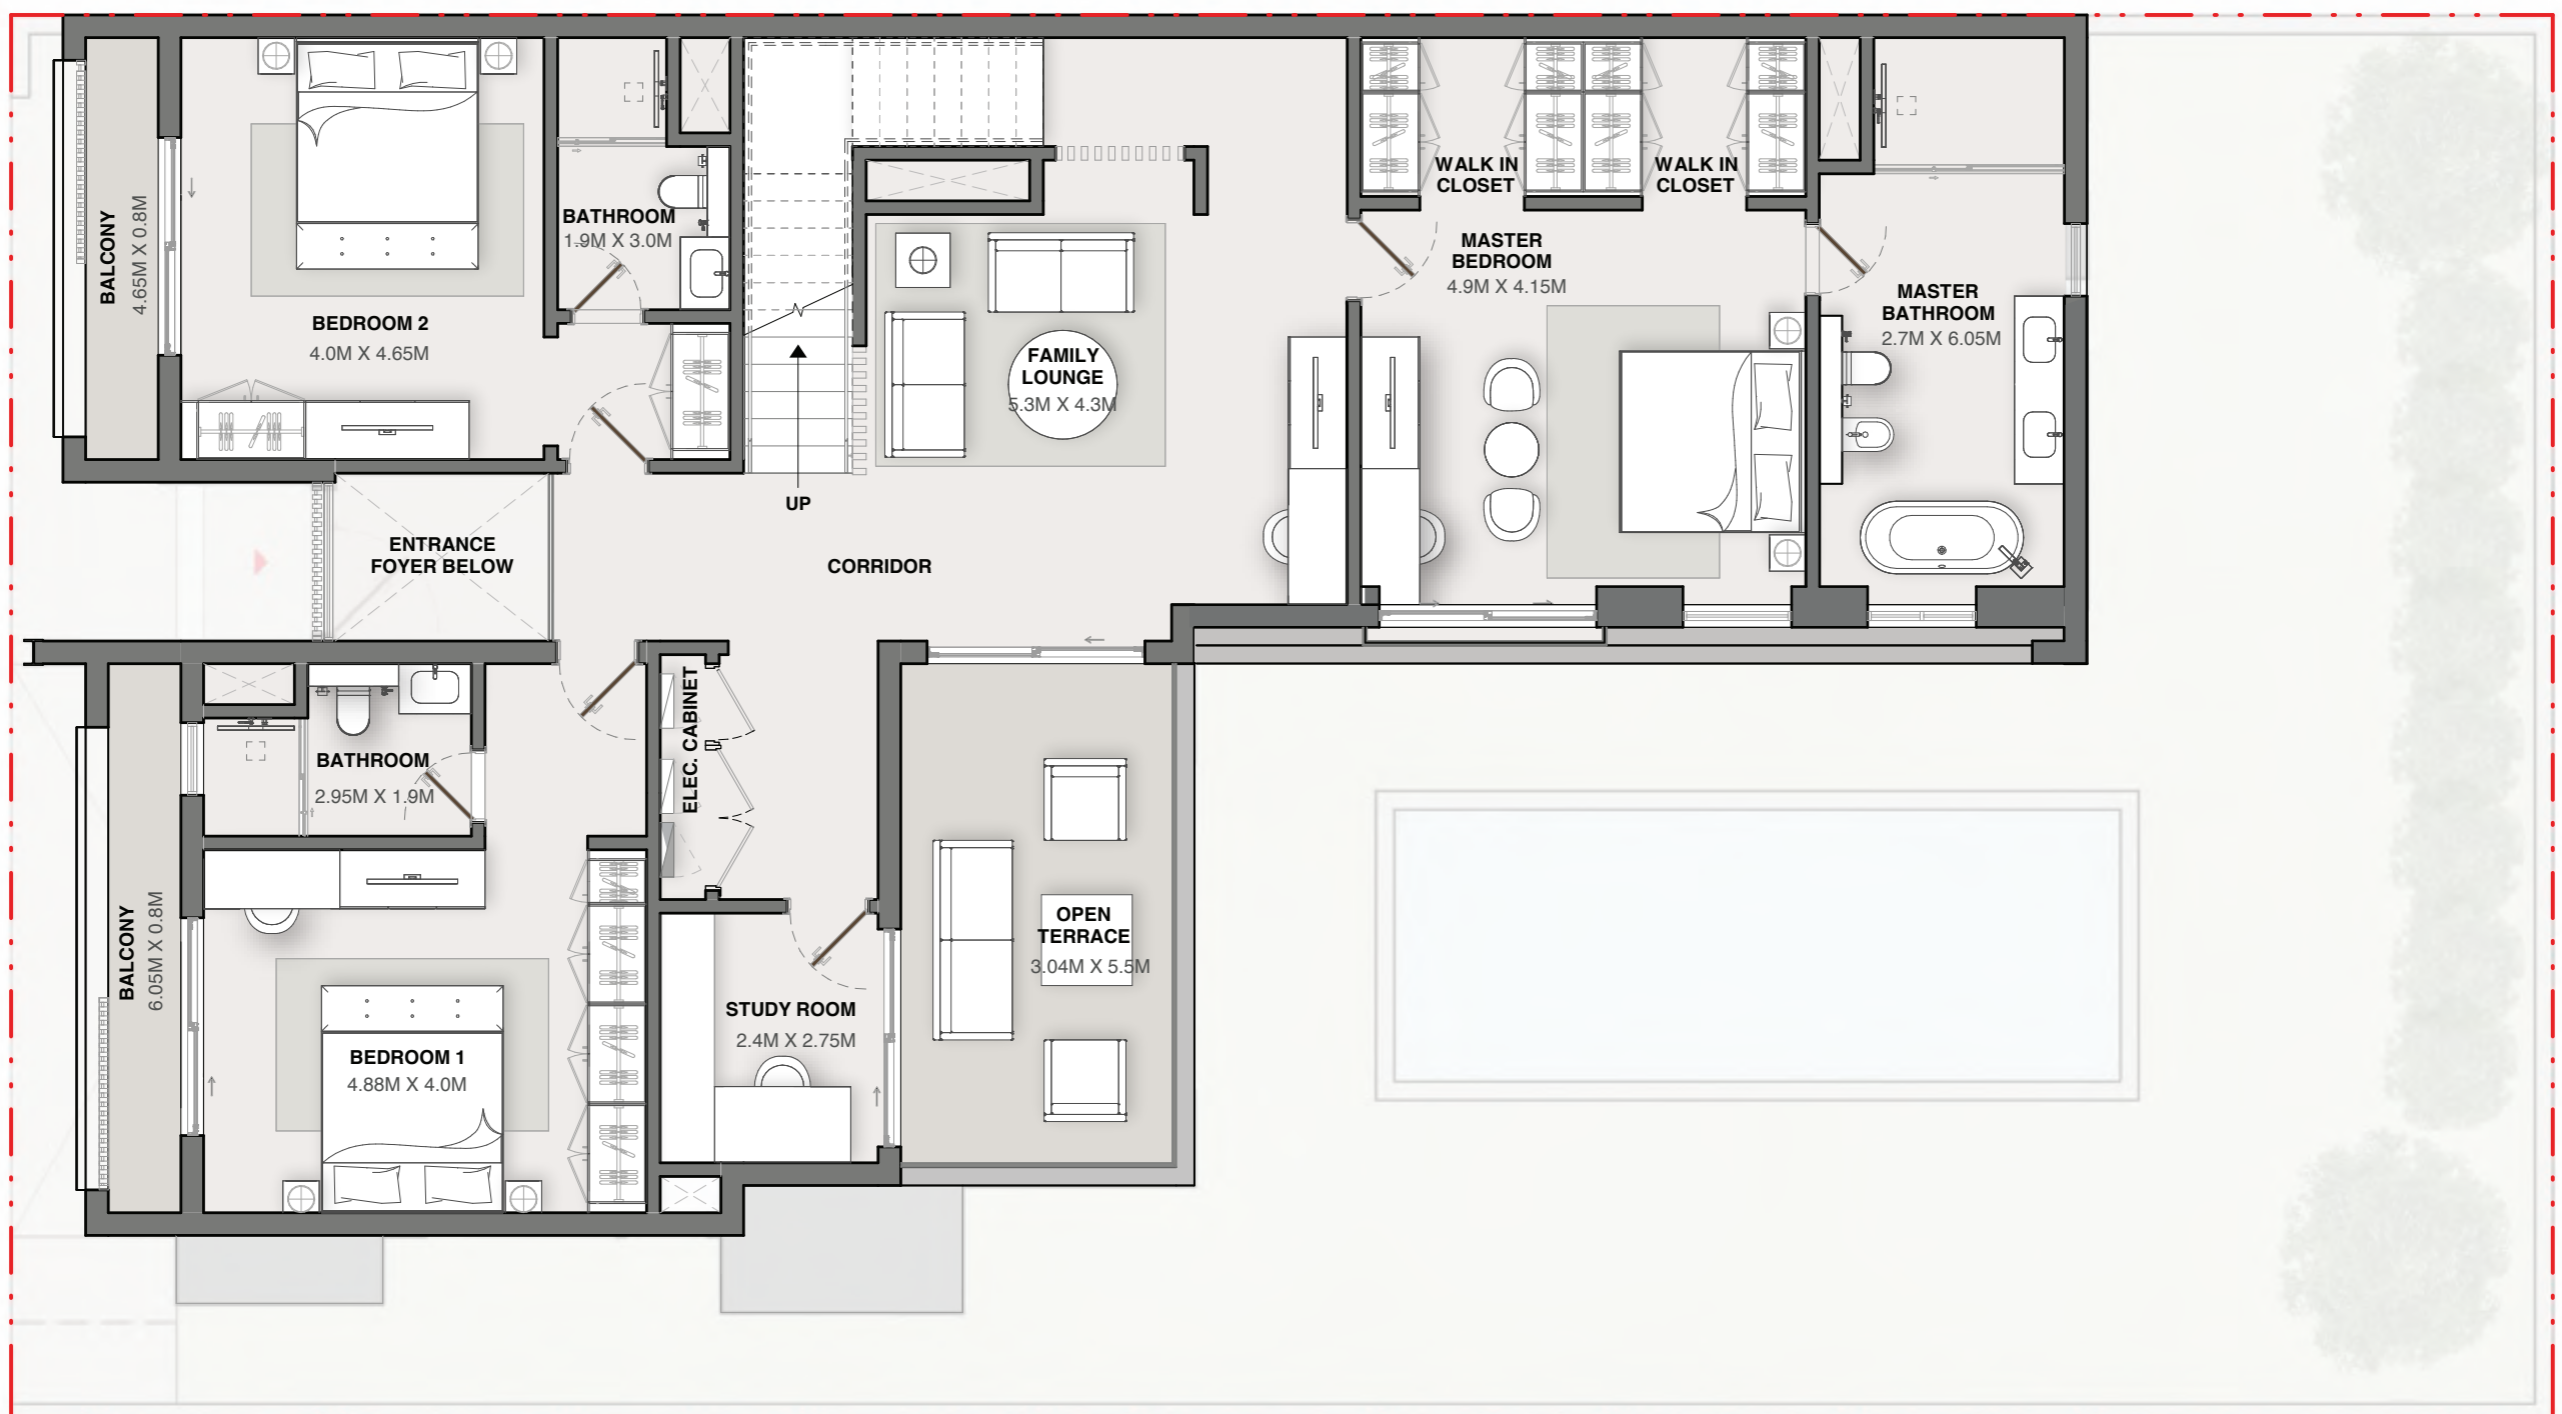 BALCONY
4.65M X 0.8M
BEDROOM 2
4.0M X 4.65M
BATHROOM
1.9M X 3.0M
UP
FAMILY
LOUNGE
5.3M X 4.3M
WALK IN
CLOSET
WALK IN
CLOSET
MASTER
BEDROOM
4.9M X 4.15M
MASTER
BATHROOM
2.7M X 6.05M
ENTRANCE
FOYER BELOW
CORRIDOR
BALCONY
6.05M X 0.8M
BATHROOM
2.95M X 1.9M
ELEC. CABINET
BEDROOM 1
4.88M X 4.0M
STUDY ROOM
2.4M X 2.75M
OPEN
TERRACE
3.04M X 5.5M